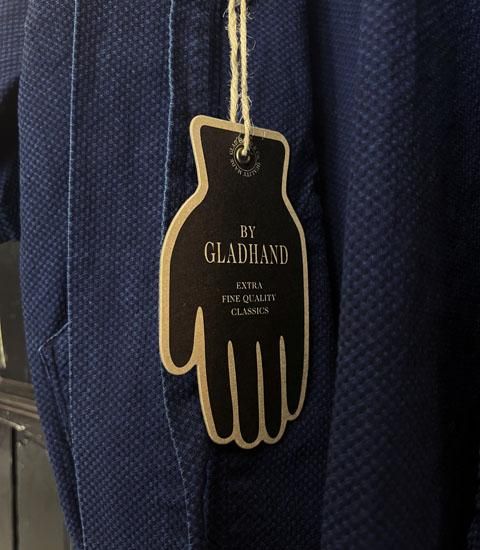 BY
GLADHAND
EXTRA
FINE QUALITY
CLASSICS